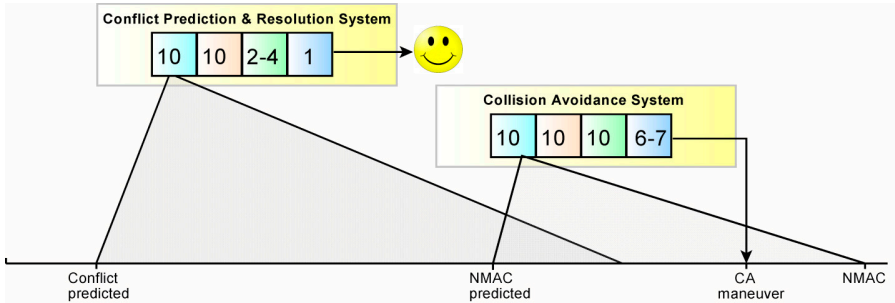 Conflict Prediction & Resolution System
10 10 2-4 1
Collision Avoidance System
10 10 10 6-7
Conflict
predicted
NMAC
predicted
CA
maneuver
NMAC